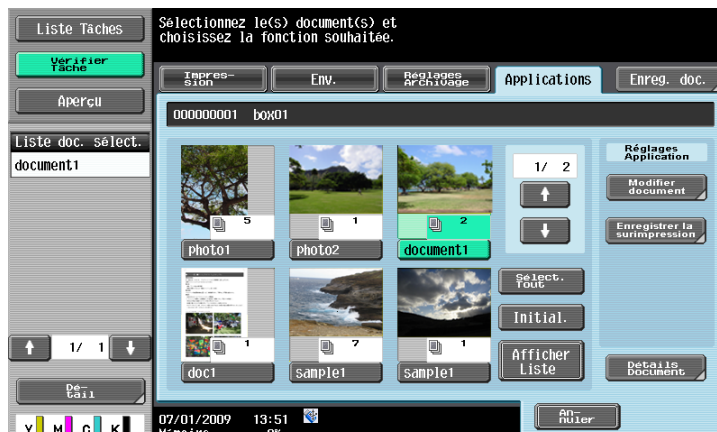 Liste Tâches
Vérifier
Tâche
Aperçu
Liste doc. sélect.
document1
1/ 1
Dé-
tail
Y M C K
Sélectionnez le(s) document(s) et
choisissez la fonction souhaitée.
Impres-
sion
Env.
Réglages
Archivage
Applications
Enreg. doc.
000000001 box01
5
photo1
1
photo2
2
document1
1
doc1
7
sample1
1
sample1
1/ 2
Sélect.
Tout
Initial.
Afficher
Liste
Réglages
Application
Modifier
document
Enregistrer la
surimpression
Détails
Document
An-
nuler
07/01/2009 13:51
Mémoire 0%